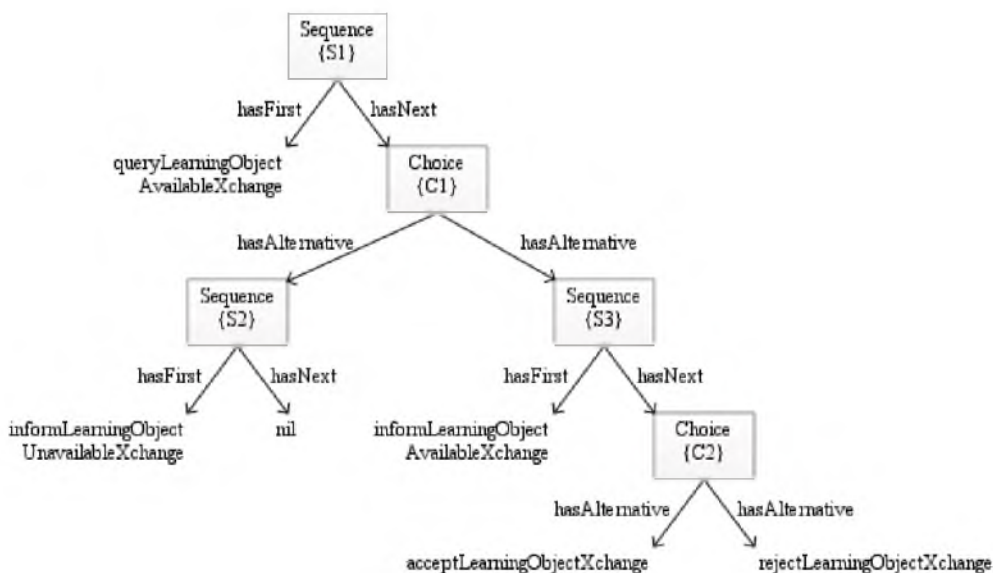 Sequence
{S1}
hasFirst
hasNext
queryLearningObject
AvailableXchange
Choice
{C1}
hasAlternative
hasAlternative
Sequence
{S2}
Sequence
{S3}
hasFirst
hasNext
hasFirst
hasNext
informLearningObject
UnavailableXchange
nil
informLearningObject
AvailableXchange
Choice
{C2}
hasAlternative
hasAlternative
acceptLearningObjectXchange
rejectLearningObjectXchange